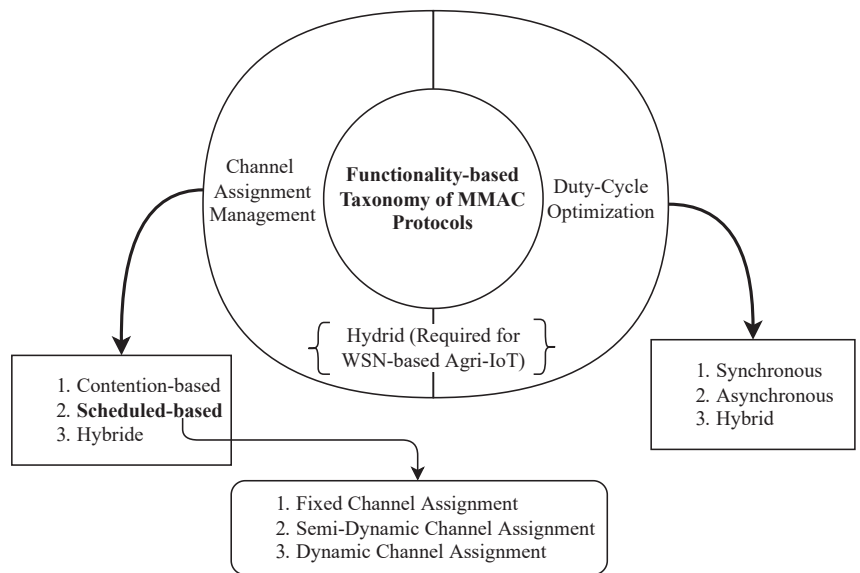 Channel
Assignment
Management
Functionality-based
Taxonomy of MMAC
Protocols
Duty-Cycle
Optimization
Hydrid (Required for
WSN-based Agri-IoT)
1. Contention-based
2. Scheduled-based
3. Hybride
1. Synchronous
2. Asynchronous
3. Hybrid
1. Fixed Channel Assignment
2. Semi-Dynamic Channel Assignment
3. Dynamic Channel Assignment